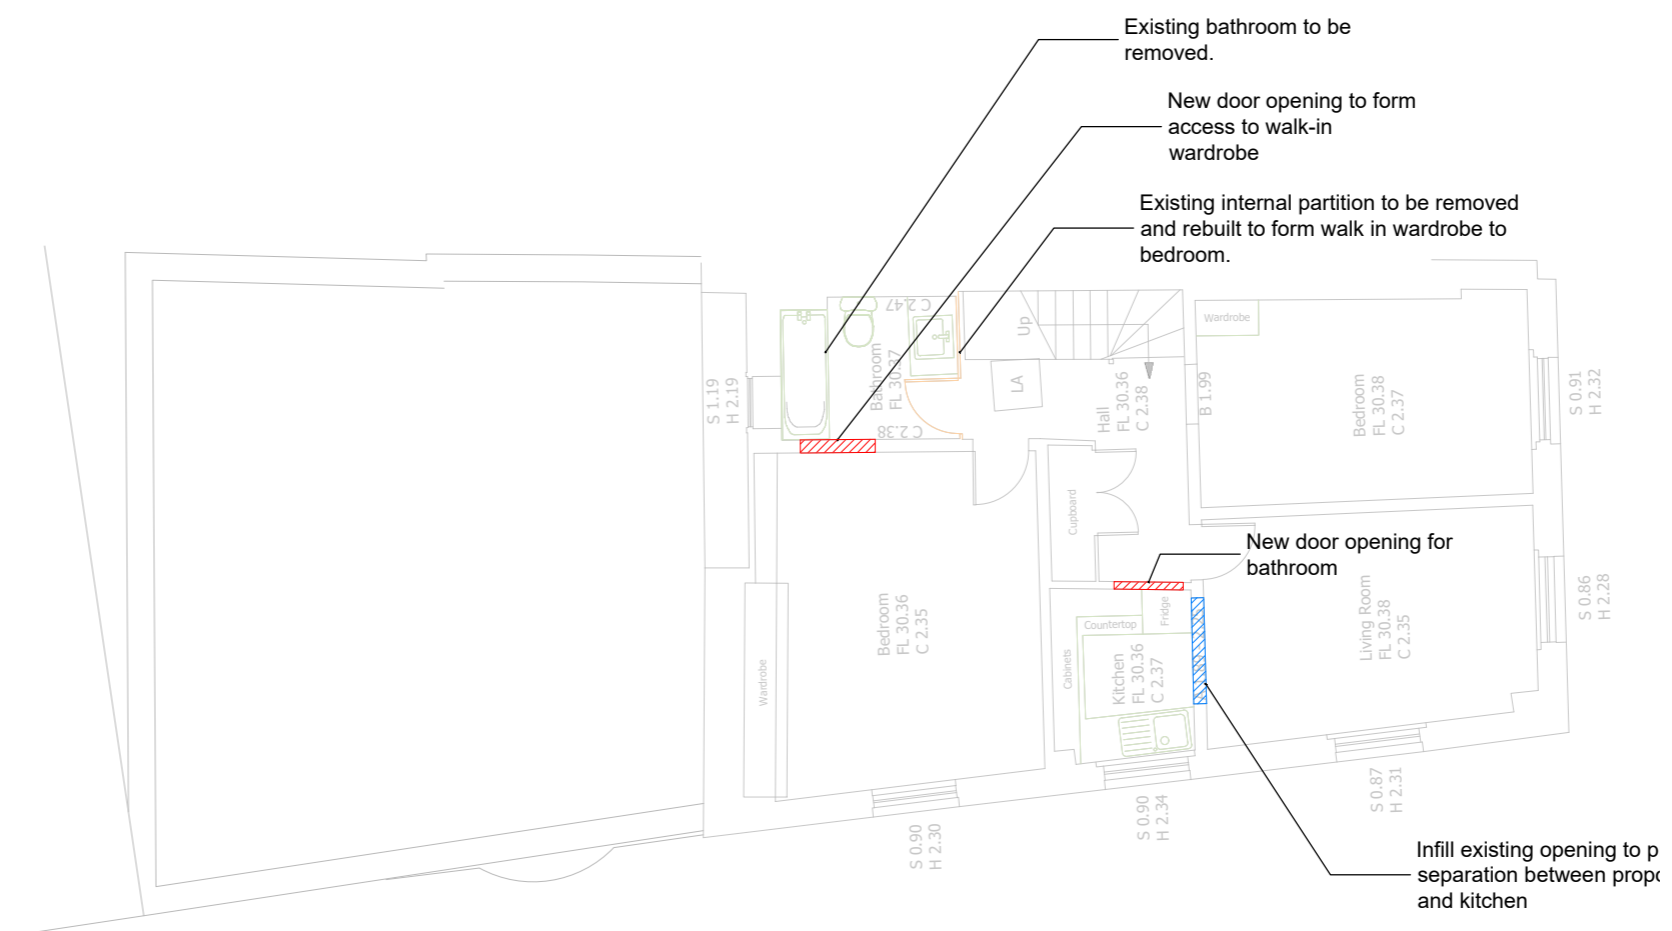 Existing bathroom to be
removed.
New door opening to form
access to walk-in
wardrobe
Existing internal partition to be removed
and rebuilt to form walk in wardrobe to
bedroom.
C 2.47
Up
Wardrobe
Bathroom
FL 30.37
LA
S 1.19
H 2.19
Hall
FL 30.36
C 2.38
B 1.99
Bedroom
FL 30.38
C 2.37
S 0.91
H 2.32
C 2.38
Cupboard
New door opening for
bathroom
Bedroom
FL 30.36
C 2.35
Wardrobe
Countertop
Fridge
Cabinets
Kitchen
FL 30.36
C 2.37
Living Room
FL 30.38
C 2.35
S 0.86
H 2.28
S 0.90
H 2.30
S 0.90
H 2.34
S 0.87
H 2.31
Infill existing opening to
separation between
and kitchen